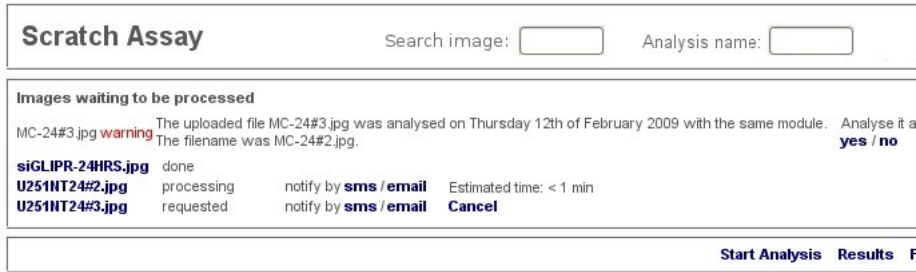 Scratch Assay Search image: Analysis name:
Images waiting to be processed
MC-24#3.jpg warning The uploaded file MC-24#3.jpg was analysed on Thursday 12th of February 2009 with the same module. Analyse it a
The filename was MC-24#2.jpg. yes / no
siGLIPR-24HRS.jpg done
U251NT24#2.jpg processing notify by sms / email Estimated time: < 1 min
U251NT24#3.jpg requested notify by sms / email Cancel
Start Analysis Results